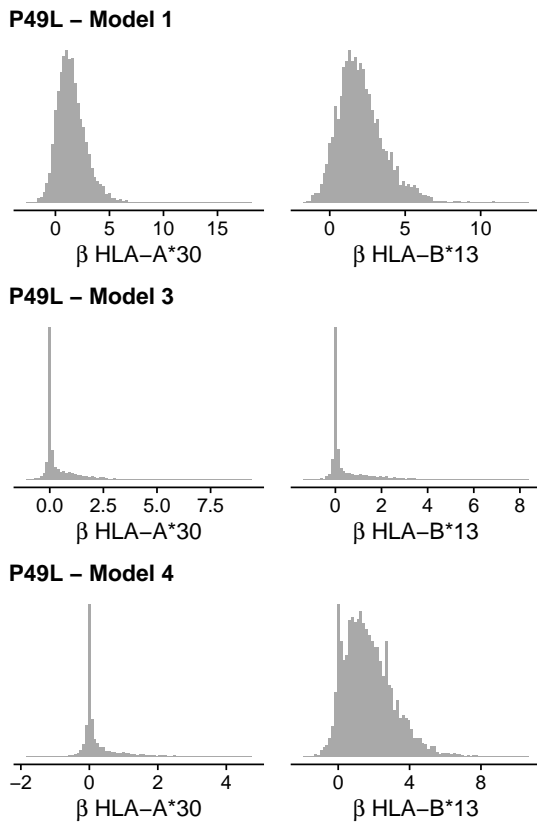 P49L – Model 1
0 5 10 15
0 5 10
β HLA–A*30
β HLA–B*13
P49L – Model 3
0.0 2.5 5.0 7.5
0 2 4 6 8
β HLA–A*30
β HLA–B*13
P49L – Model 4
−2 0 2 4
0 4 8
β HLA–A*30
β HLA–B*13